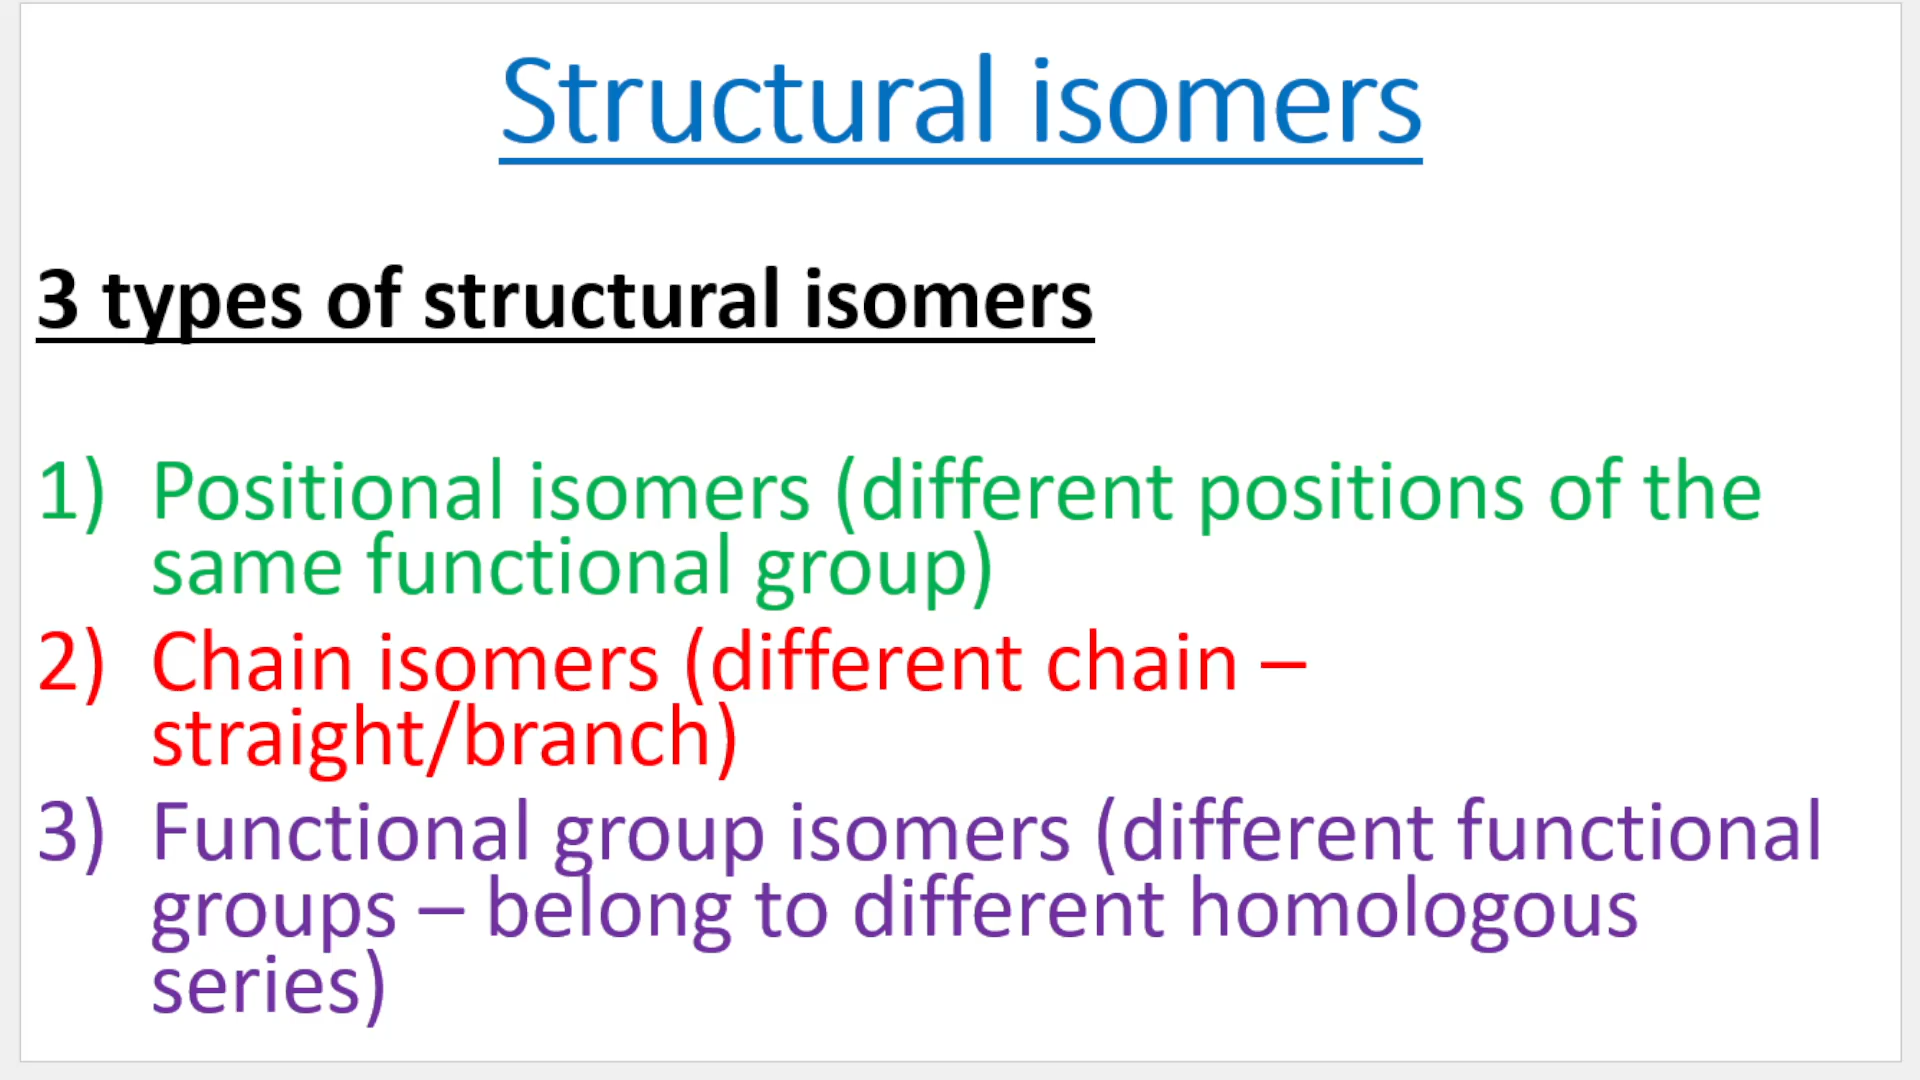 Structural isomers
3 types of structural isomers
1) Positional isomers (different positions of the
same functional group)
2) Chain isomers (different chain –
straight/branch)
3) Functional group isomers (different functional
groups – belong to different homologous
series)